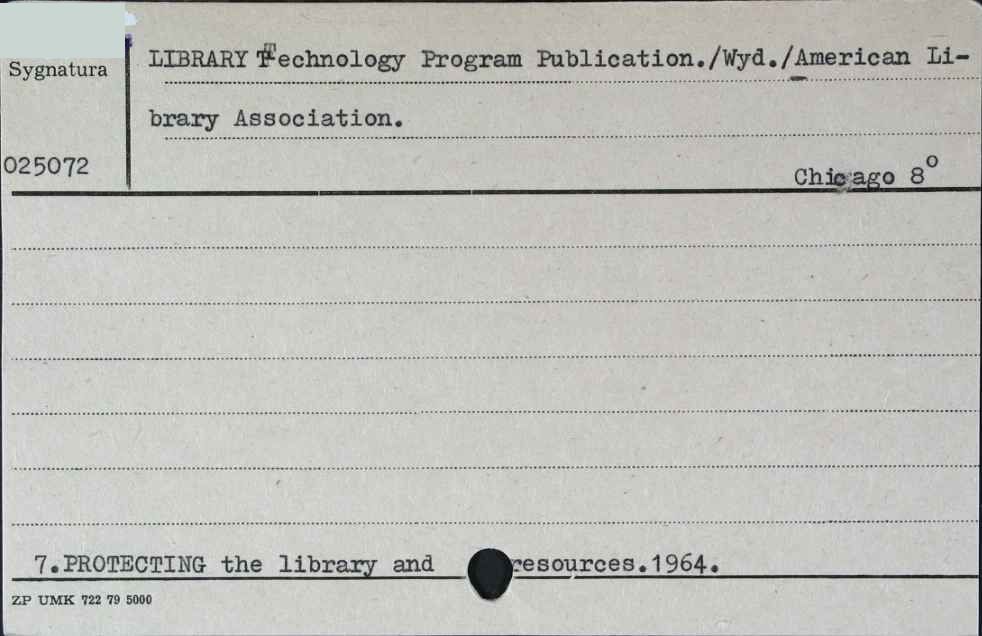 Sygnatura
LIBRARY Technology Program Publication./Wyd./American Li-
brary Association.
025072
Chicago 8°
7.PROTECTING the library and resources.1964.
ZP UMK 722 79 5000